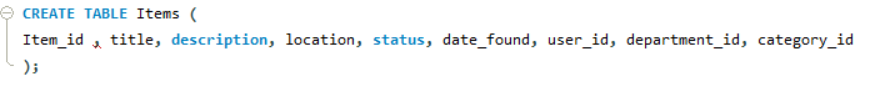 CREATE TABLE Items (
Item_id , title, description, location, status, date_found, user_id, department_id, category_id
);